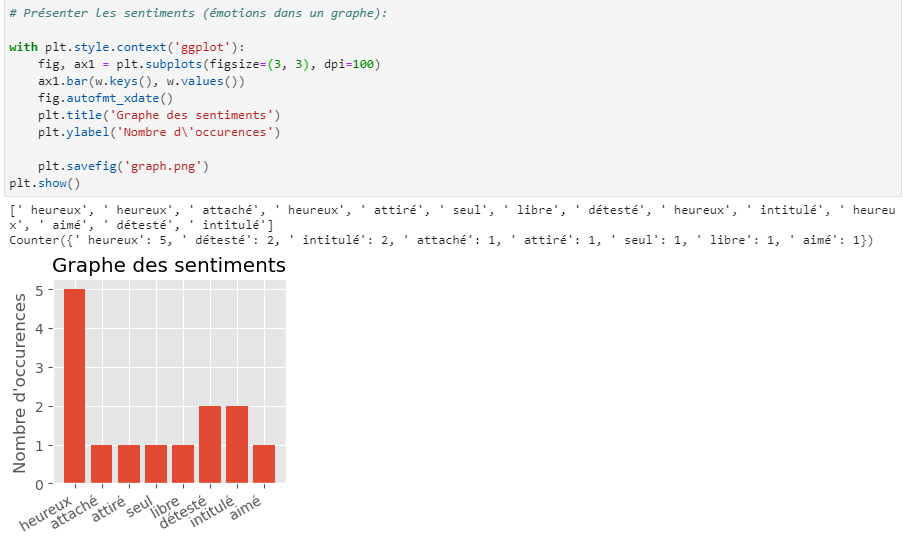 # Présenter les sentiments (émotions dans un graphe):
with plt.style.context('ggplot'):
fig, ax1 = plt.subplots(figsize=(3, 3), dpi=100)
ax1.bar(w.keys(), w.values())
fig.autofmt_xdate()
plt.title('Graphe des sentiments')
plt.ylabel('Nombre d\'occurences')
plt.savefig('graph.png')
plt.show()
[' heureux', ' heureux', ' attaché', ' heureux', ' attiré', ' seul', ' libre', ' détesté', ' heureux', ' intitulé', ' heureu
x', ' aimé', ' détesté', ' intitulé']
Counter({' heureux': 5, ' détesté': 2, ' intitulé': 2, ' attaché': 1, ' attiré': 1, ' seul': 1, ' libre': 1, ' aimé': 1})
Graphe des sentiments
Nombre d'occurences
5
4
3
2
1
0
heureux
attaché
attiré
seul
libre
détesté
intitulé
aimé